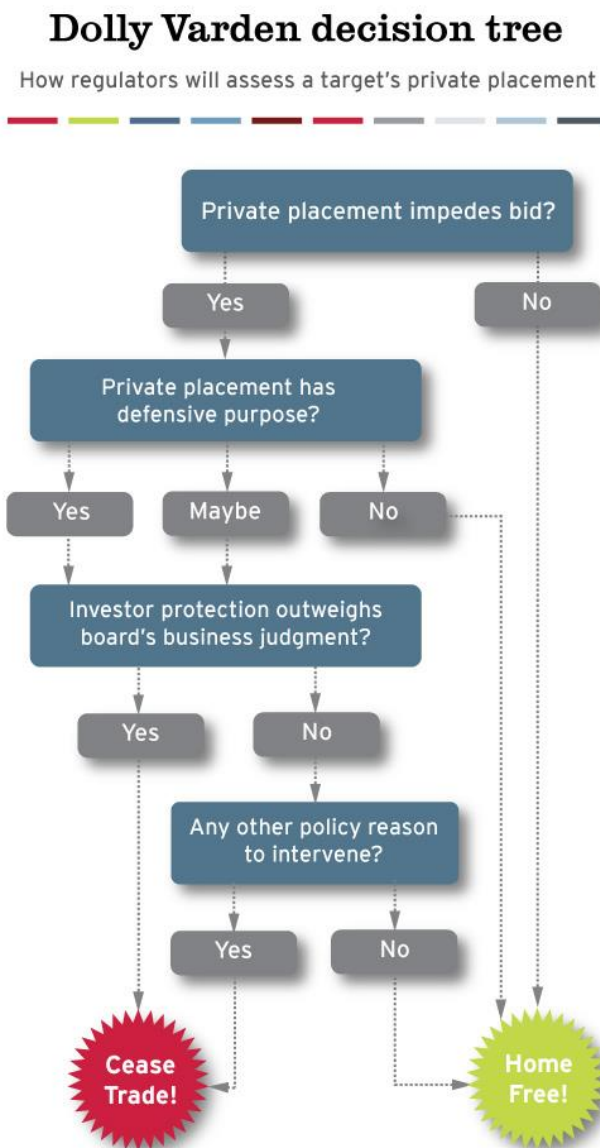 Dolly Varden decision tree
How regulators will assess a target's private placement
Private placement impedes bid?
Yes
No
Private placement has
defensive purpose?
Yes
Maybe
No
Investor protection outweighs
board's business judgment?
Yes
No
Any other policy reason
to intervene?
Yes
No
Cease
Trade!
Home
Free!